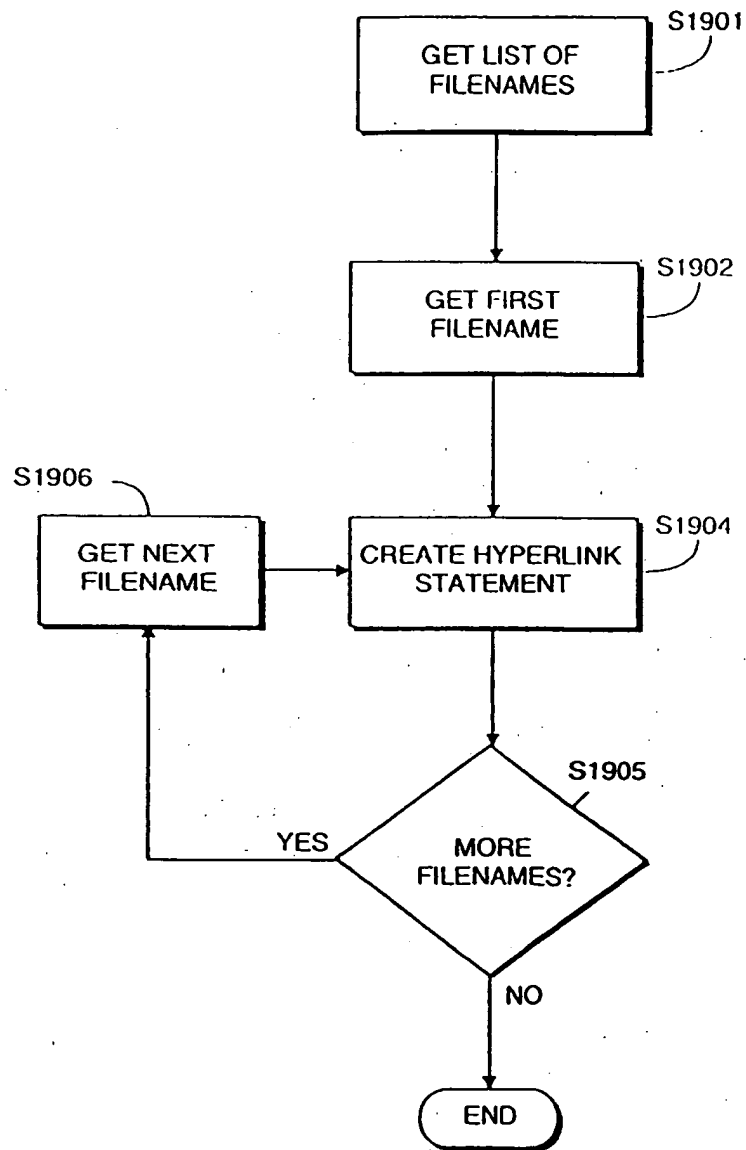 S1901
GET LIST OF
FILENAMES
S1902
GET FIRST
FILENAME
S1906
GET NEXT
FILENAME
S1904
CREATE HYPERLINK
STATEMENT
S1905
YES
MORE
FILENAMES?
NO
END